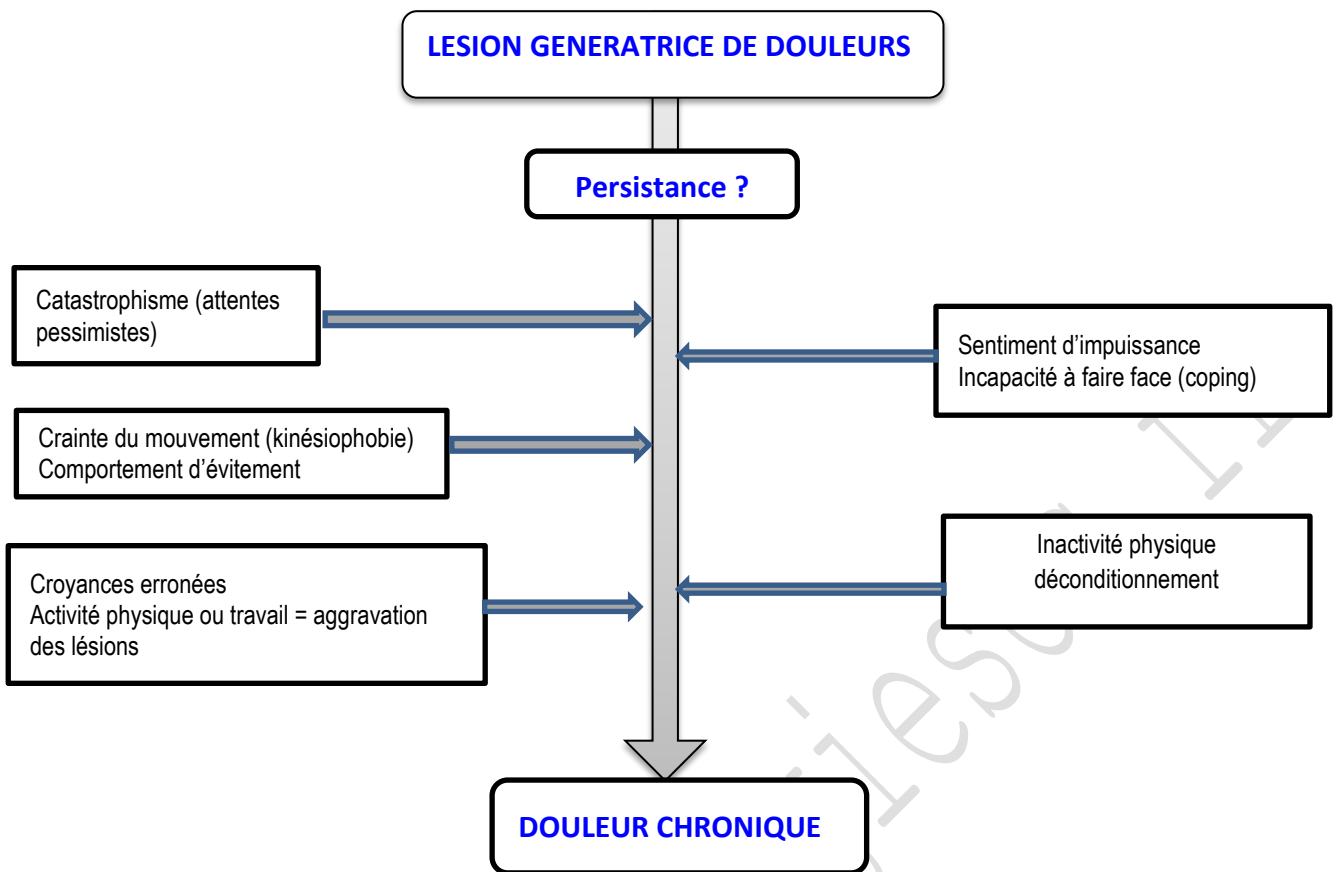 LESION GENERATRICE DE DOULEURS
Persistance ?
Catastrophisme (attentes
pessimistes)
Sentiment d'impuissance
Incapacité à faire face (coping)
Crainte du mouvement (kinésiophobie)
Comportement d'évitement
Croyances erronées
Activité physique ou travail = aggravation
des lésions
Inactivité physique
déconditionnement
DOULEUR CHRONIQUE